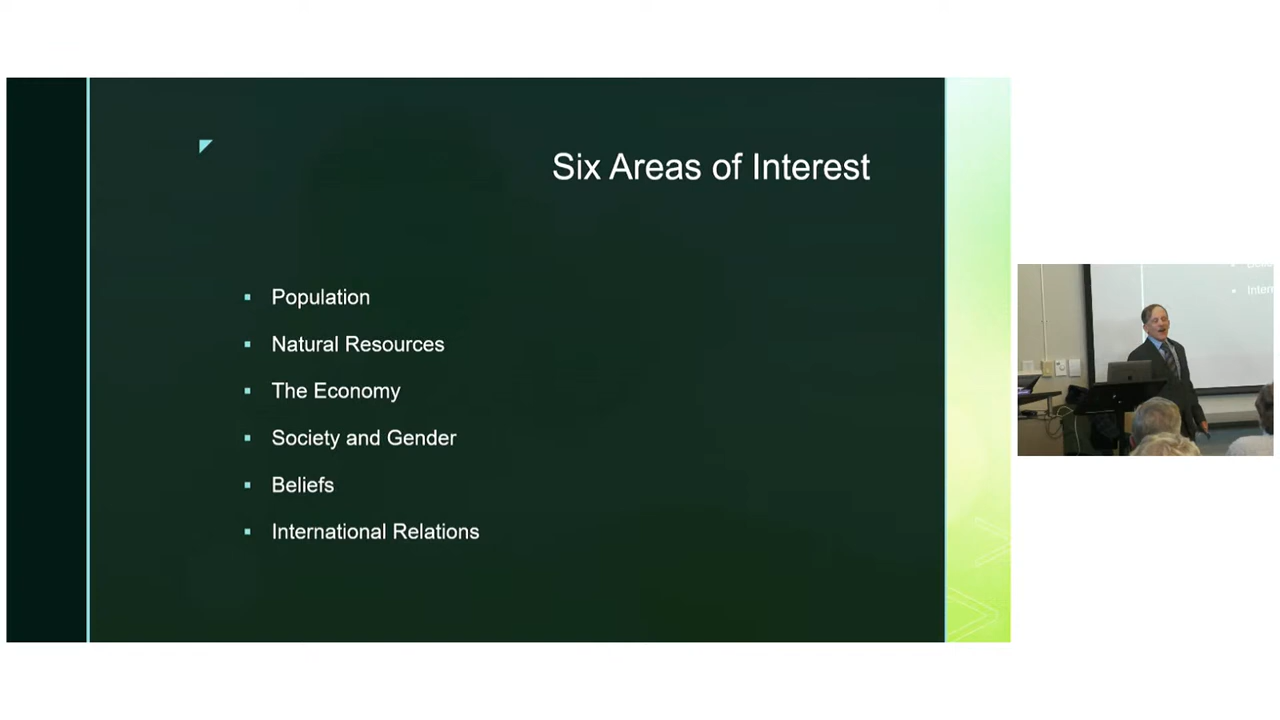 Six Areas of Interest
Population
Natural Resources
The Economy
Society and Gender
Beliefs
International Relations